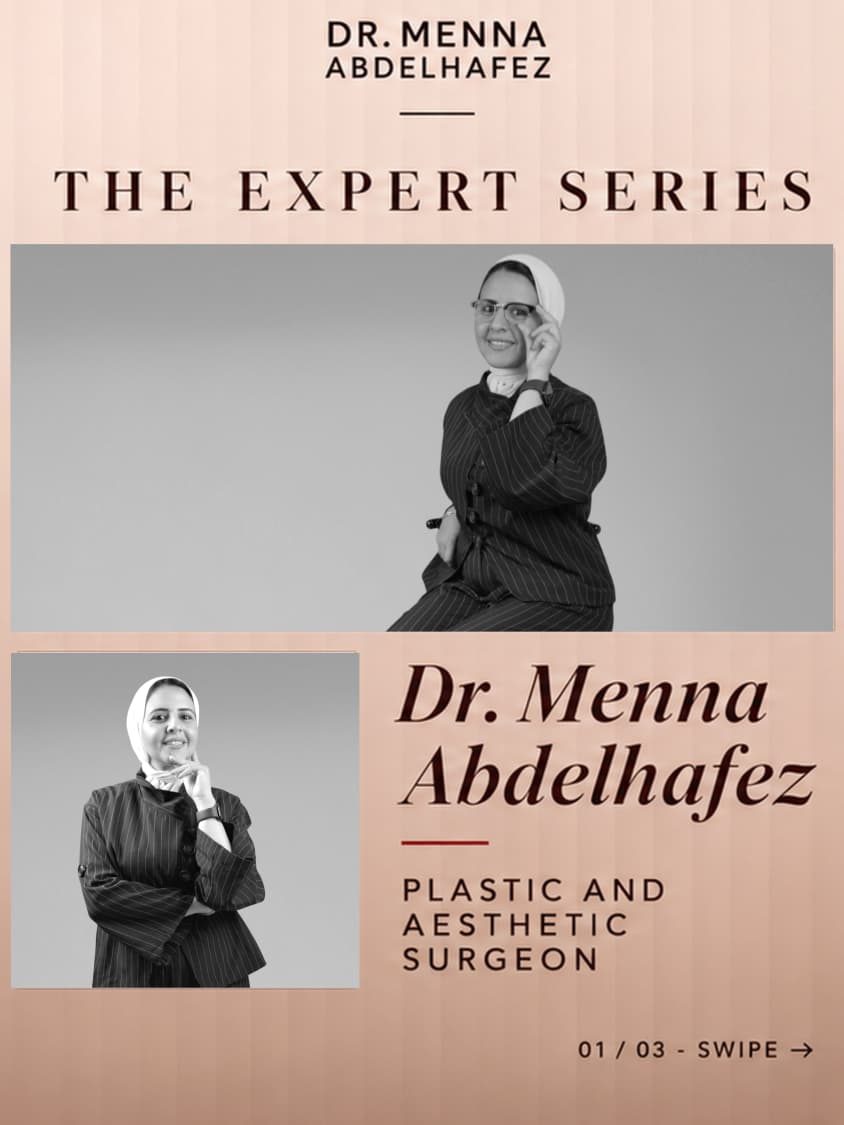 DR. MENNA
ABDELHAFEZ
THE EXPERT SERIES
Dr. Menna
Abdelhafez
PLASTIC AND
AESTHETIC
SURGEON
01 / 03 - SWIPE →